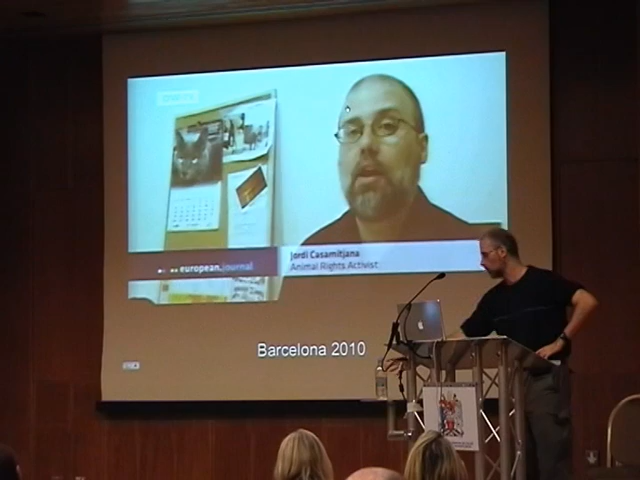 european.journal
Jordi Casamitjana
Animal Rights Activist
Barcelona 2010